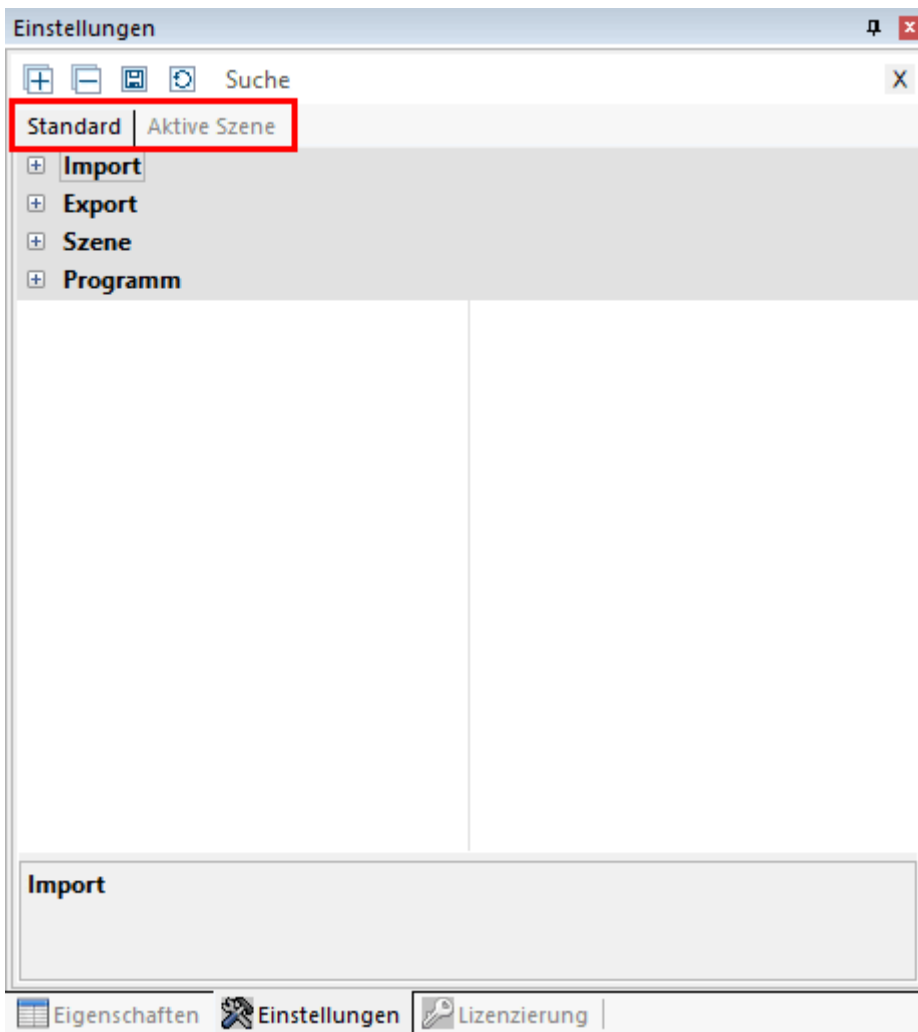 Einstellungen
Suche X
Standard Aktive Szene
Import
Export
Szene
Programm
Import
Eigenschaften Einstellungen Lizenzierung